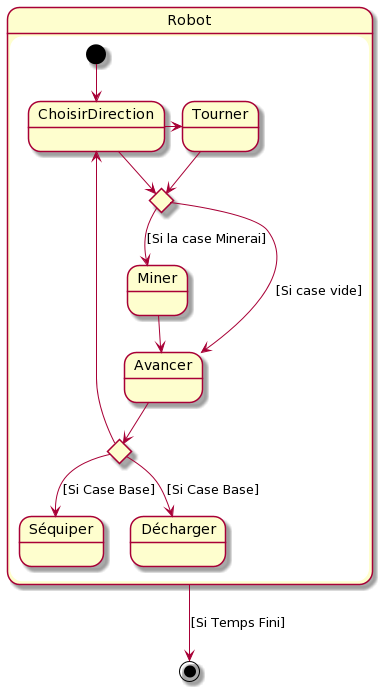 Robot
ChoisirDirection
Tourner
[Si la case Minerai]
Miner
[Si case vide]
Avancer
[Si Case Base]
[Si Case Base]
Séquiper
Décharger
[Si Temps Fini]